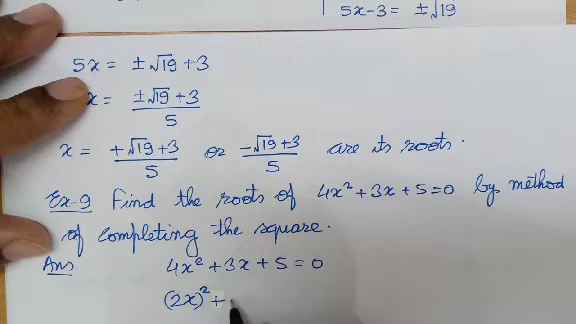 5x-3 = ±√19
5x = ±√19 +3
x = ±√19 +3 / 5
x = +√19 +3 / 5 or -√19 +3 / 5 are its roots.
Ex-9 Find the roots of 4x² +3x +5 =0 by method
of completing the square.
Ans 4x² +3x +5 = 0
(2x)² +